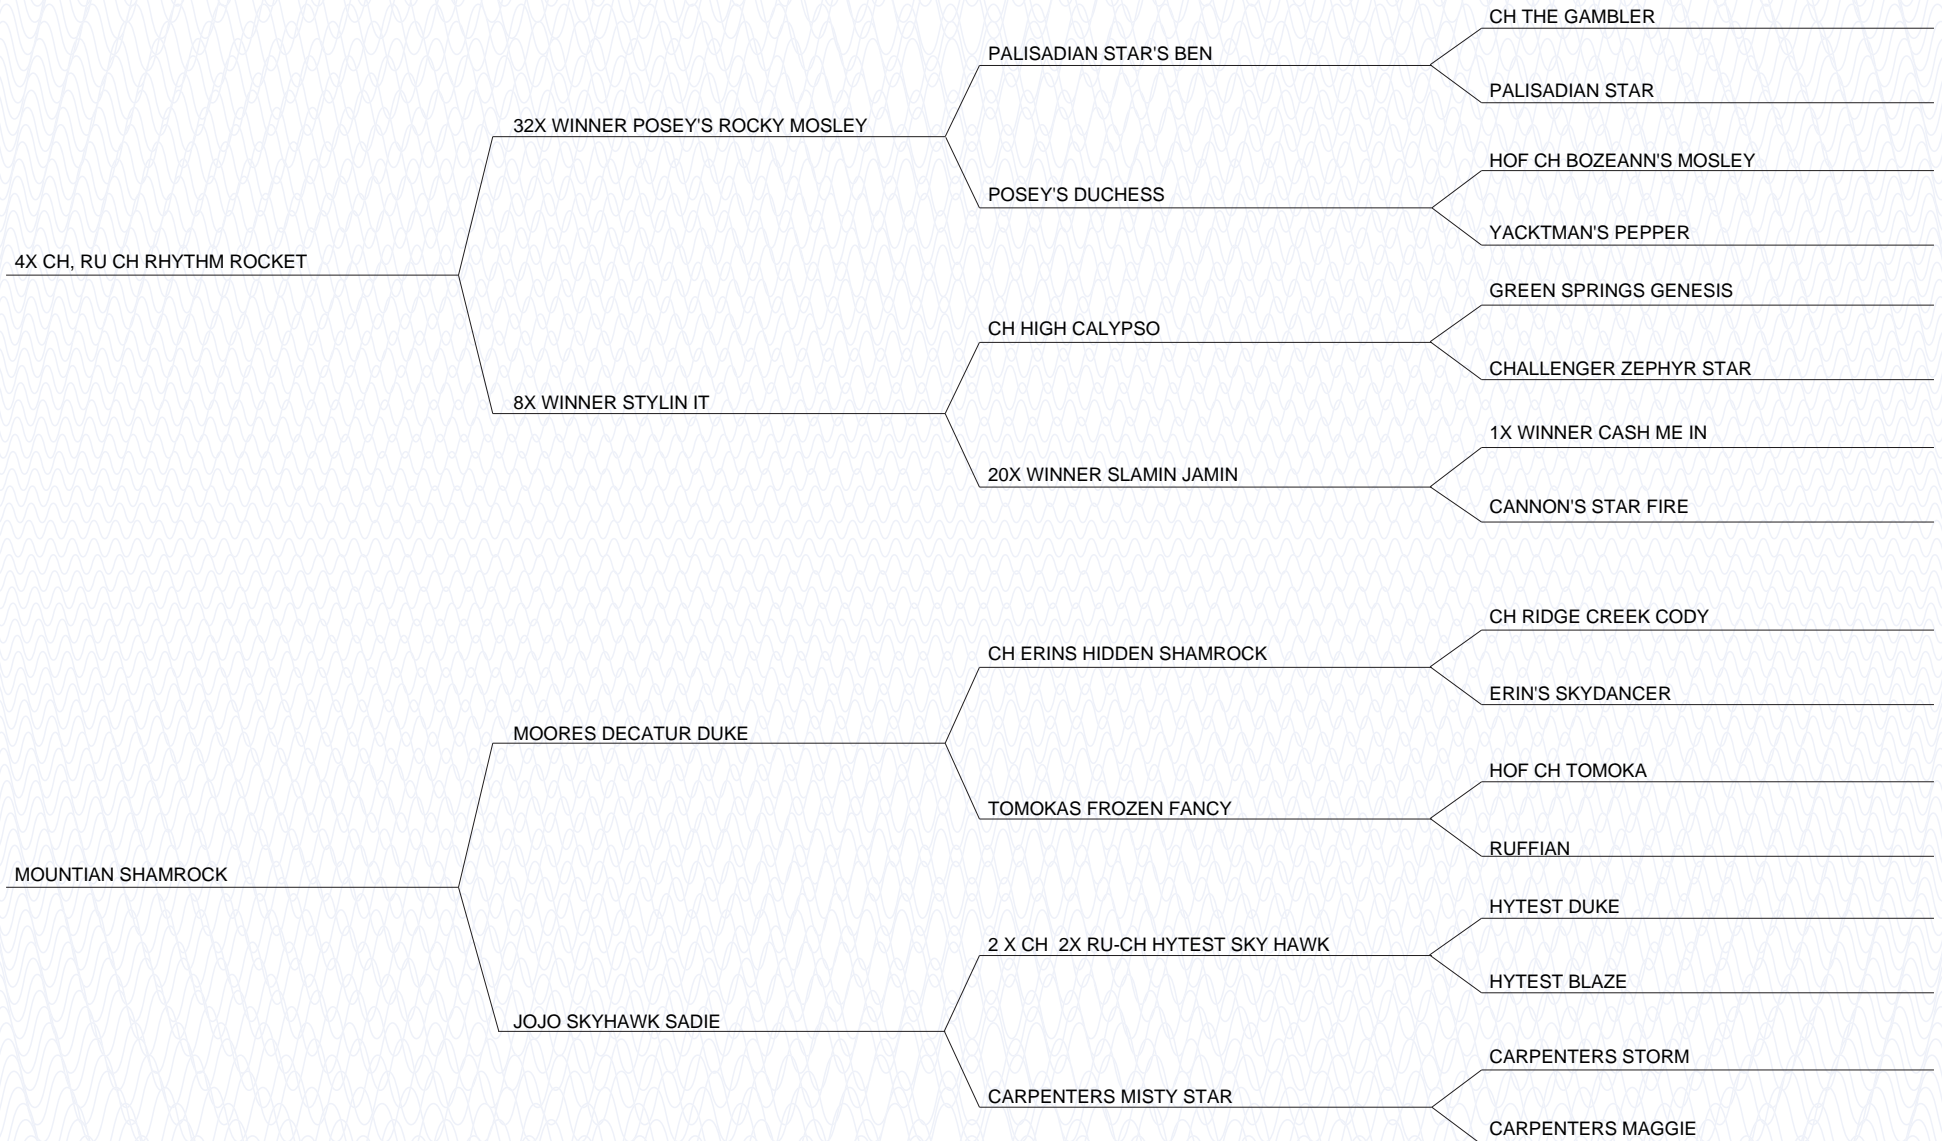 CH THE GAMBLER
PALISADIAN STAR'S BEN
PALISADIAN STAR
32X WINNER POSEY'S ROCKY MOSLEY
HOF CH BOZEANN'S MOSLEY
POSEY'S DUCHESS
YACKTMAN'S PEPPER
4X CH, RU CH RHYTHM ROCKET
GREEN SPRINGS GENESIS
CH HIGH CALYPSO
CHALLENGER ZEPHYR STAR
8X WINNER STYLIN IT
1X WINNER CASH ME IN
20X WINNER SLAMIN JAMIN
CANNON'S STAR FIRE
CH RIDGE CREEK CODY
CH ERINS HIDDEN SHAMROCK
ERIN'S SKYDANCER
MOORES DECATUR DUKE
HOF CH TOMOKA
TOMOKAS FROZEN FANCY
RUFFIAN
MOUNTIAN SHAMROCK
HYTEST DUKE
2 X CH  2X RU-CH HYTEST SKY HAWK
HYTEST BLAZE
JOJO SKYHAWK SADIE
CARPENTERS STORM
CARPENTERS MISTY STAR
CARPENTERS MAGGIE